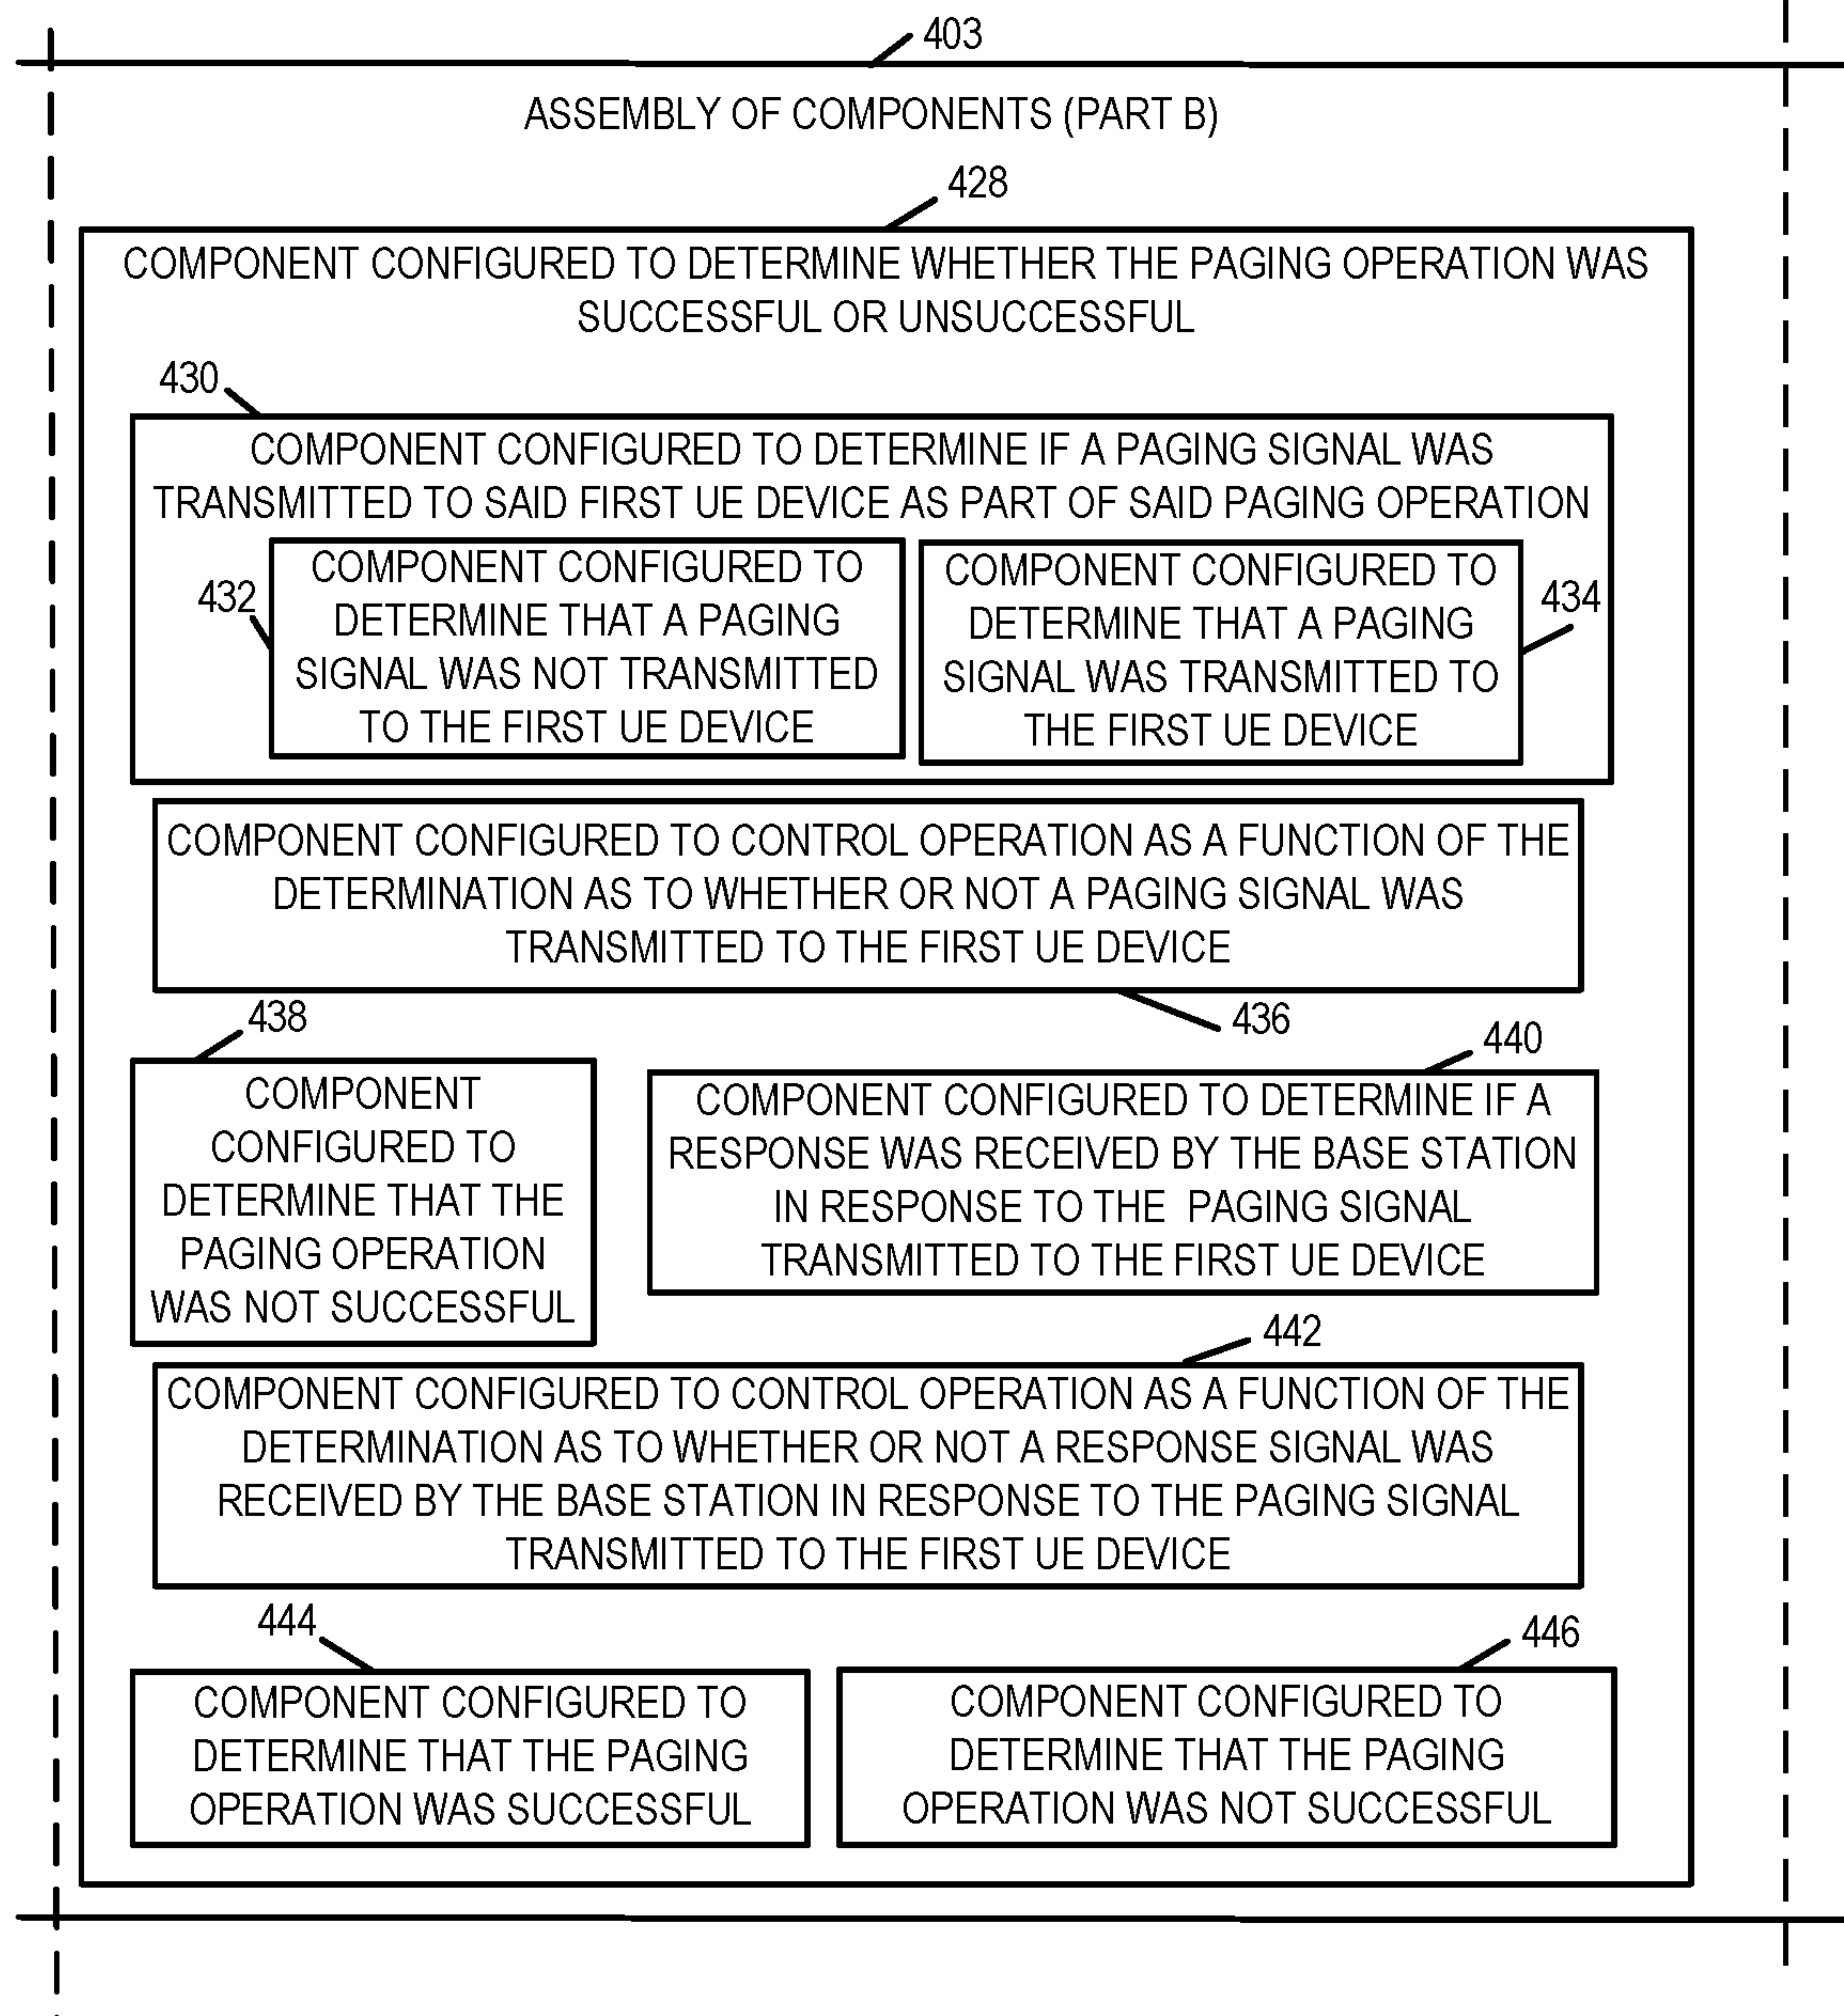 403
ASSEMBLY OF COMPONENTS (PART B)
428
COMPONENT CONFIGURED TO DETERMINE WHETHER THE PAGING OPERATION WAS
SUCCESSFUL OR UNSUCCESSFUL
430
COMPONENT CONFIGURED TO DETERMINE IF A PAGING SIGNAL WAS
TRANSMITTED TO SAID FIRST UE DEVICE AS PART OF SAID PAGING OPERATION
432
COMPONENT CONFIGURED TO
DETERMINE THAT A PAGING
SIGNAL WAS NOT TRANSMITTED
TO THE FIRST UE DEVICE
COMPONENT CONFIGURED TO
DETERMINE THAT A PAGING
SIGNAL WAS TRANSMITTED TO
THE FIRST UE DEVICE
434
COMPONENT CONFIGURED TO CONTROL OPERATION AS A FUNCTION OF THE
DETERMINATION AS TO WHETHER OR NOT A PAGING SIGNAL WAS
TRANSMITTED TO THE FIRST UE DEVICE
436
438
COMPONENT
CONFIGURED TO
DETERMINE THAT THE
PAGING OPERATION
WAS NOT SUCCESSFUL
440
COMPONENT CONFIGURED TO DETERMINE IF A
RESPONSE WAS RECEIVED BY THE BASE STATION
IN RESPONSE TO THE PAGING SIGNAL
TRANSMITTED TO THE FIRST UE DEVICE
442
COMPONENT CONFIGURED TO CONTROL OPERATION AS A FUNCTION OF THE
DETERMINATION AS TO WHETHER OR NOT A RESPONSE SIGNAL WAS
RECEIVED BY THE BASE STATION IN RESPONSE TO THE PAGING SIGNAL
TRANSMITTED TO THE FIRST UE DEVICE
444
COMPONENT CONFIGURED TO
DETERMINE THAT THE PAGING
OPERATION WAS SUCCESSFUL
446
COMPONENT CONFIGURED TO
DETERMINE THAT THE PAGING
OPERATION WAS NOT SUCCESSFUL